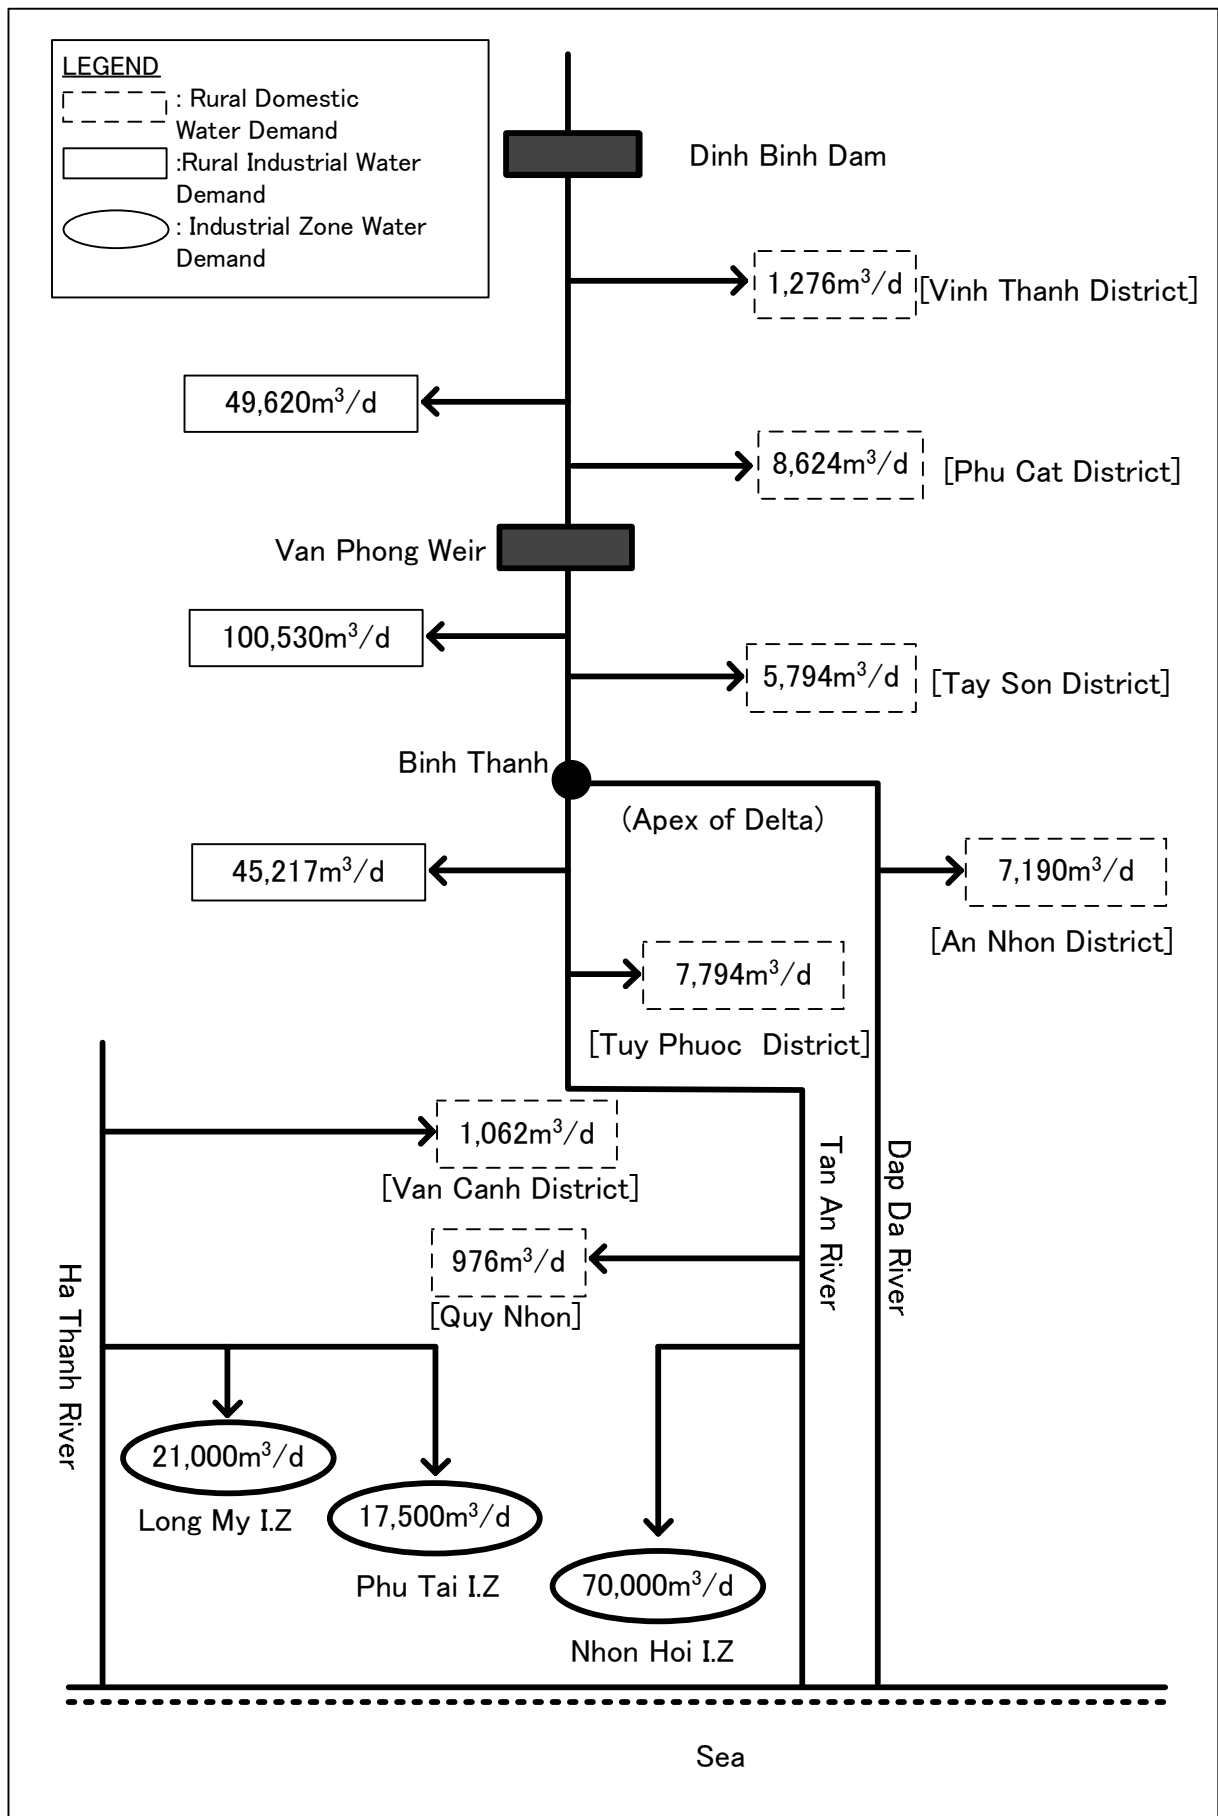 LEGEND
: Rural Domestic
Water Demand
:Rural Industrial Water
Demand
: Industrial Zone Water
Demand
Dinh Binh Dam
1,276m³/d
[Vinh Thanh District]
49,620m³/d
8,624m³/d
[Phu Cat District]
Van Phong Weir
100,530m³/d
5,794m³/d
[Tay Son District]
Binh Thanh
(Apex of Delta)
45,217m³/d
7,190m³/d
[An Nhon District]
7,794m³/d
[Tuy Phuoc District]
1,062m³/d
[Van Canh District]
Tan An River
Dap Da River
976m³/d
[Quy Nhon]
Ha Thanh River
21,000m³/d
Long My I.Z
17,500m³/d
Phu Tai I.Z
70,000m³/d
Nhon Hoi I.Z
Sea